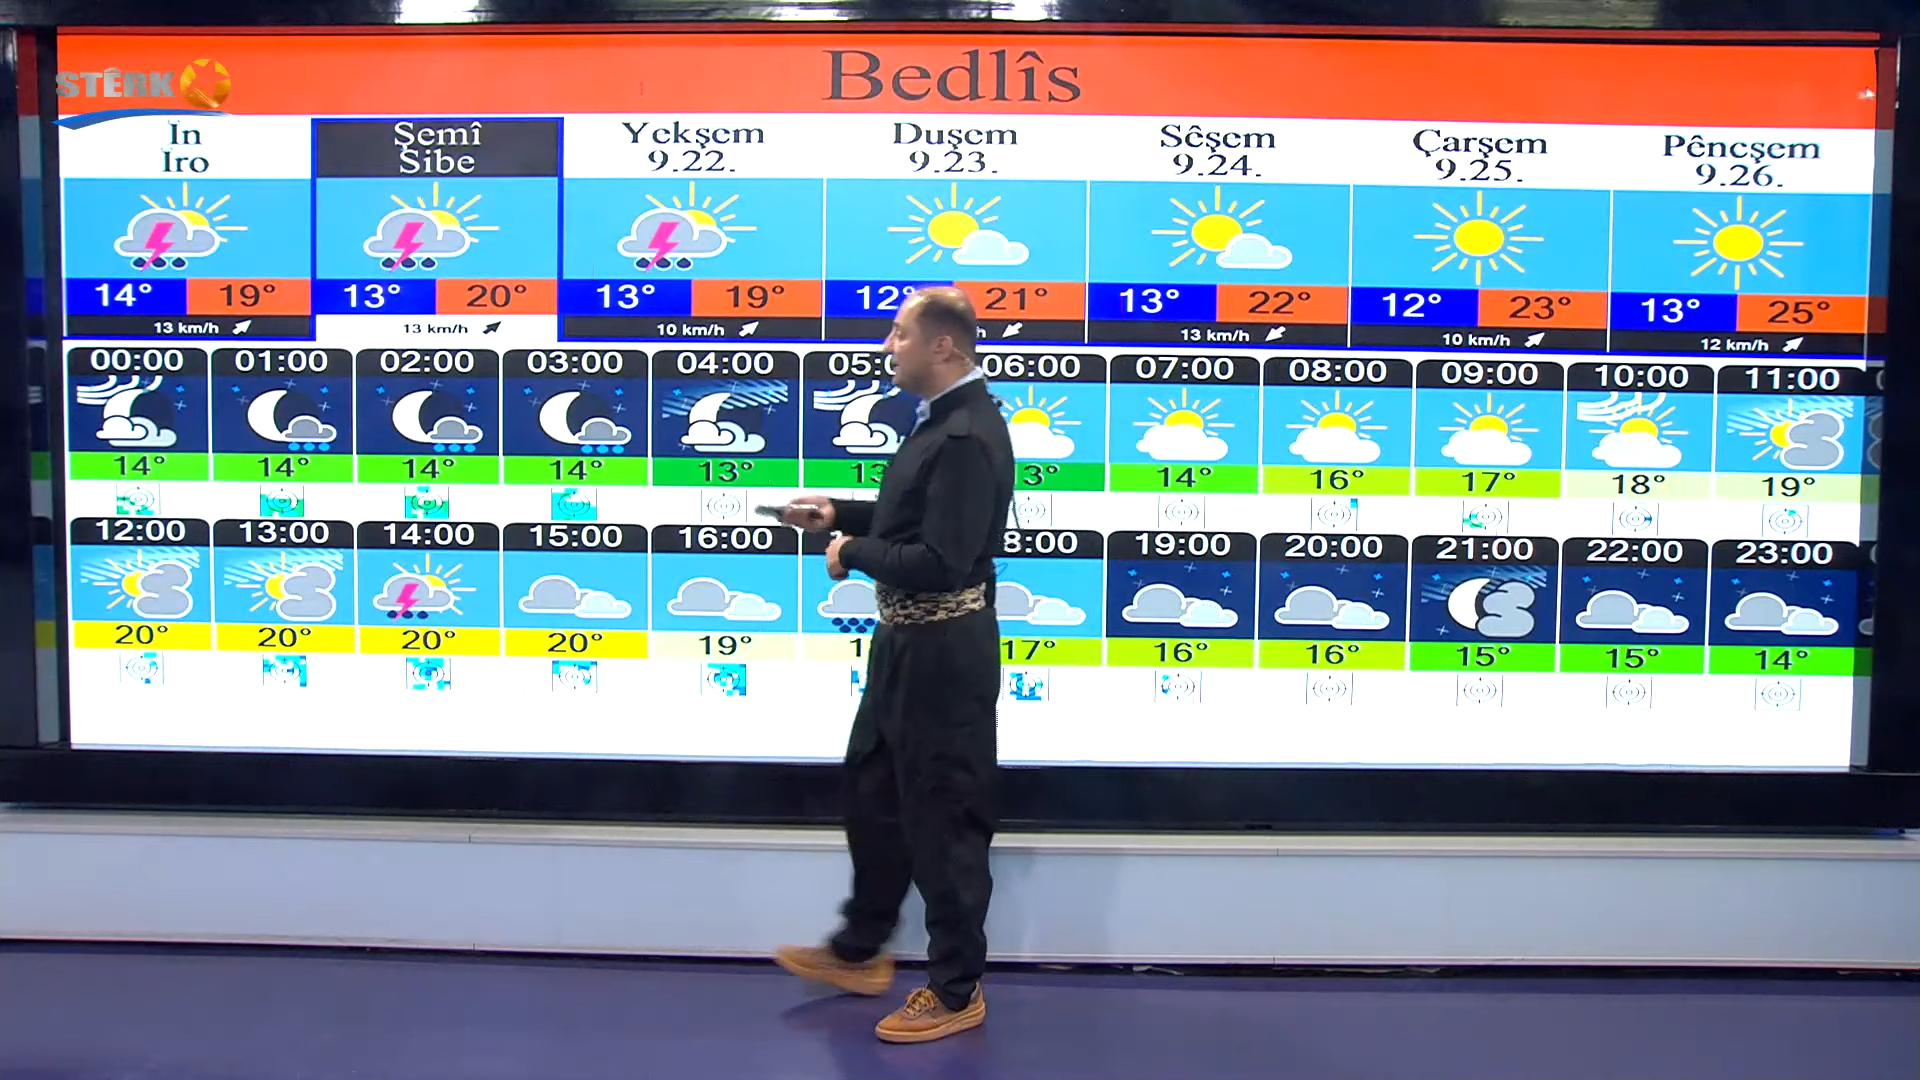 STÊRK
Bedlîs
În
Îro
Şemî
Sibe
Yekşem
9.22.
Duşem
9.23.
Sêşem
9.24.
Çarşem
9.25.
Pêncşem
9.26.
14° 19° 13° 20° 13° 19° 12° 21° 13° 22° 12° 23° 13° 25°
13 km/h 13 km/h 10 km/h 13 km/h 10 km/h 12 km/h
00:00 01:00 02:00 03:00 04:00 06:00 07:00 08:00 09:00 10:00 11:00
14° 14° 14° 14° 13° 14° 16° 17° 18° 19°
12:00 13:00 14:00 15:00 16:00 19:00 20:00 21:00 22:00 23:00
20° 20° 20° 20° 19° 17° 16° 16° 15° 15° 14°